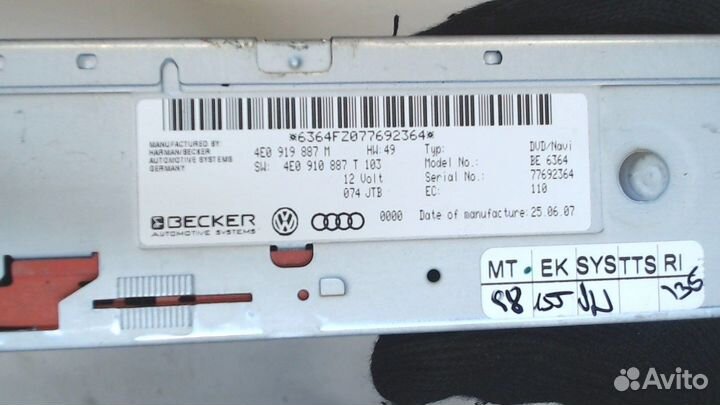 *6364FZ077692364*
MANUFACTURED BY:
HARMAN/BECKER
AUTOMOTIVE SYSTEMS
GERMANY
4E0 919 887 M HW:49
SW: 4E0 910 887 T 103
12 Volt
074 JTB
Typ: DVD/Navi
Model No.: BE 6364
Serial No.: 77692364
EC: 110
BECKER
AUTOMOTIVE SYSTEMS
0000 Date of manufacture: 25.06.07
MT. EK SYS TTS RI
98
136
Avito